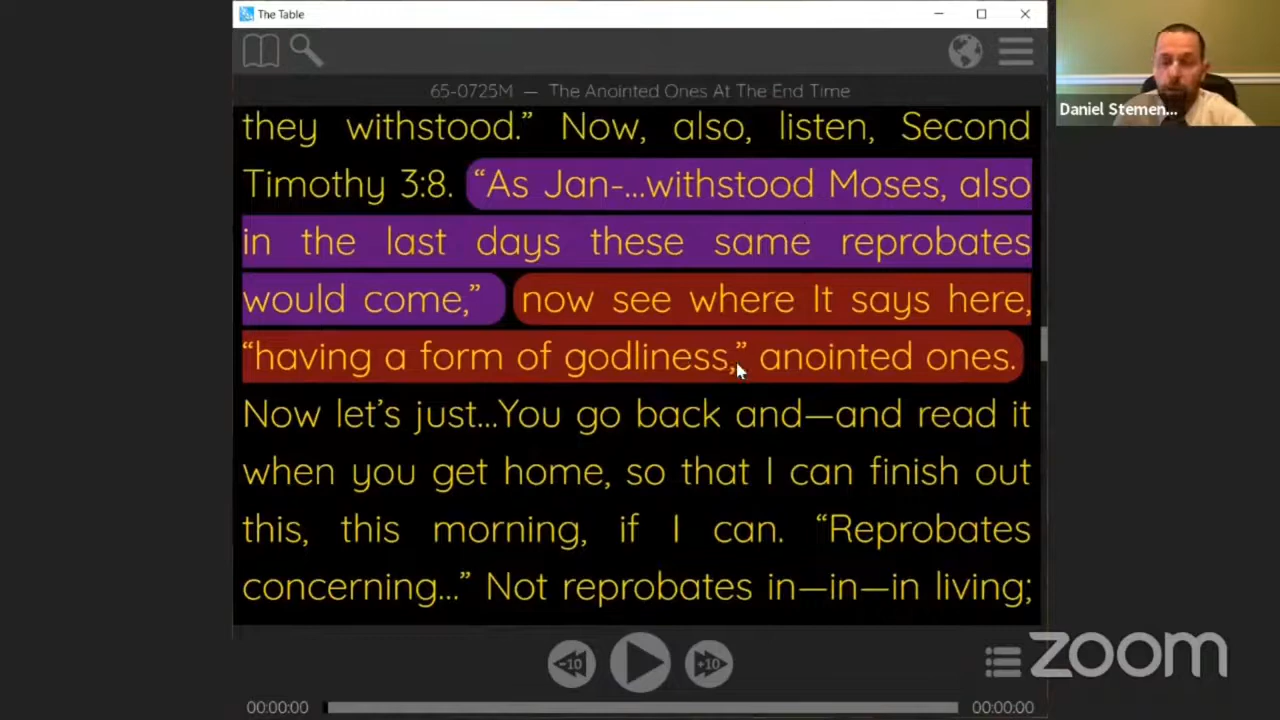 The Table
65-0725M — The Anointed Ones At The End Time
Daniel Stemen...
they withstood.” Now, also, listen, Second
Timothy 3:8. “As Jan-...withstood Moses, also
in the last days these same reprobates
would come,” now see where It says here,
“having a form of godliness,” anointed ones.
Now let’s just...You go back and—and read it
when you get home, so that I can finish out
this, this morning, if I can. “Reprobates
concerning...” Not reprobates in—in—in living;
-10
+10
zoom
00:00:00
00:00:00